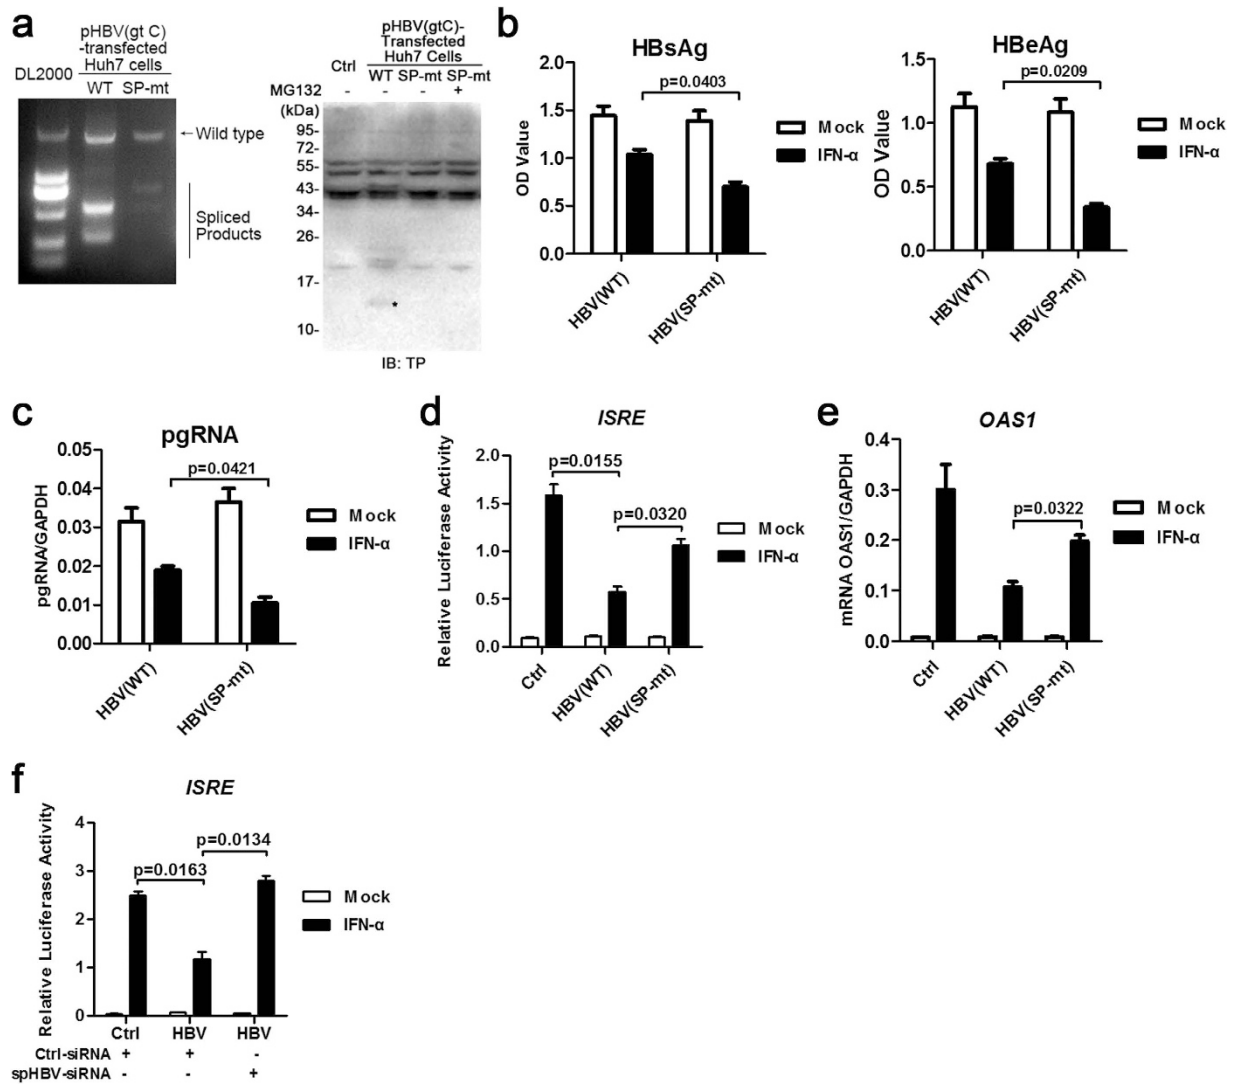 a
pHBV(gt C)
-transfected
Huh7 cells
DL2000
WT SP-mt
←Wild type
Spliced
Products
pHBV(gtC)-
Transfected
Huh7 Cells
Ctrl
WT SP-mt SP-mt
MG132 - - - +
(kDa)
95-
72-
55-
43-
34-
26-
17-
10-
*
IB: TP
b
HBsAg
p=0.0403
OD Value
2.0
1.5
1.0
0.5
0.0
HBV(WT)
HBV(SP-mt)
Mock
IFN-α
HBeAg
p=0.0209
OD Value
1.5
1.0
0.5
0.0
HBV(WT)
HBV(SP-mt)
Mock
IFN-α
c
pgRNA
p=0.0421
pgRNA/GAPDH
0.05
0.04
0.03
0.02
0.01
0.00
HBV(WT)
HBV(SP-mt)
Mock
IFN-α
d
ISRE
p=0.0155
p=0.0320
Relative Luciferase Activity
2.0
1.5
1.0
0.5
0.0
Ctrl
HBV(WT)
HBV(SP-mt)
Mock
IFN-α
e
OAS1
p=0.0322
mRNA OAS1/GAPDH
0.4
0.3
0.2
0.1
0.0
Ctrl
HBV(WT)
HBV(SP-mt)
Mock
IFN-α
f
ISRE
p=0.0134
p=0.0163
Relative Luciferase Activity
4
3
2
1
0
Mock
IFN-α
Ctrl HBV HBV
Ctrl-siRNA + + -
spHBV-siRNA - - +